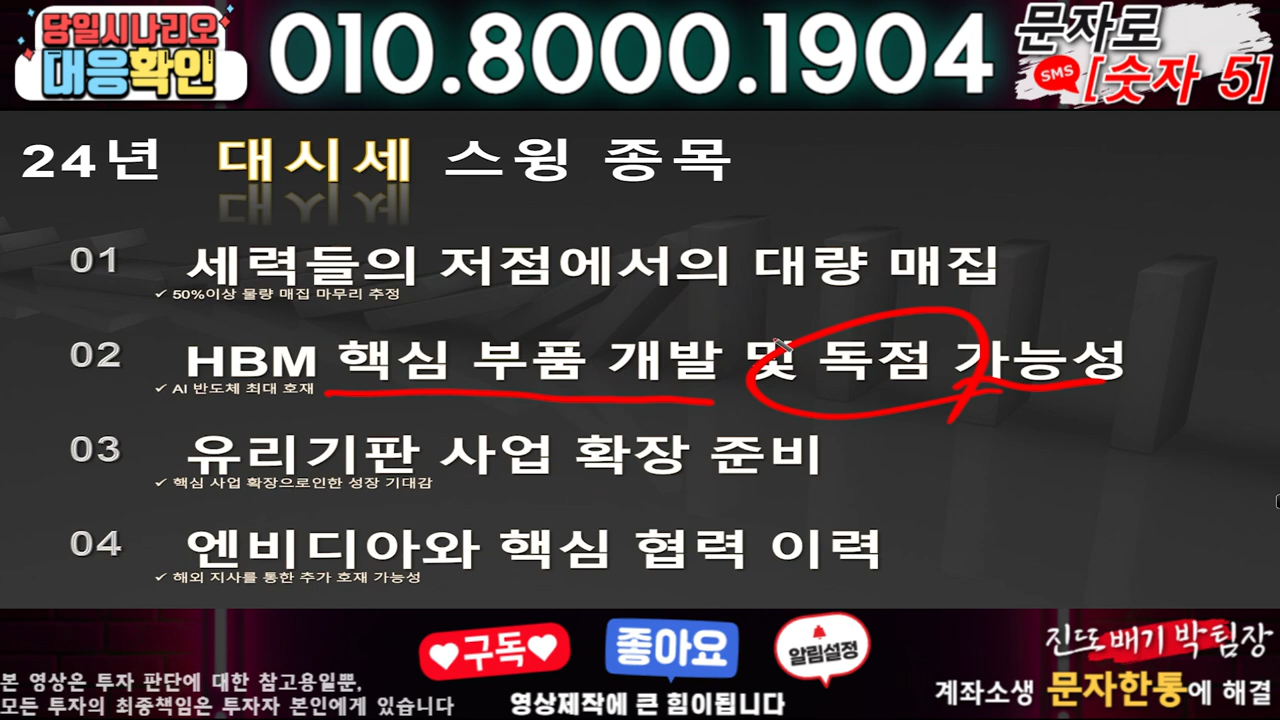 당일시나리오
대응확인
010.8000.1904
문자로
SMS
[숫자 5]
24년 대시세 스윙 종목
01 세력들의 저점에서의 대량 매집
✓ 50%이상 물량 매집 마무리 추정
02 HBM 핵심 부품 개발 및 독점 가능성
✓ AI 반도체 최대 호재
03 유리기판 사업 확장 준비
✓ 핵심 사업 확장으로인한 성장 기대감
04 엔비디아와 핵심 협력 이력
✓ 해외 지사를 통한 추가 호재 가능성
구독
좋아요
알림설정
영상제작에 큰 힘이됩니다
본 영상은 투자 판단에 대한 참고용일뿐,
모든 투자의 최종책임은 투자자 본인에게 있습니다
진또배기 박팀장
계좌소생 문자한통에 해결